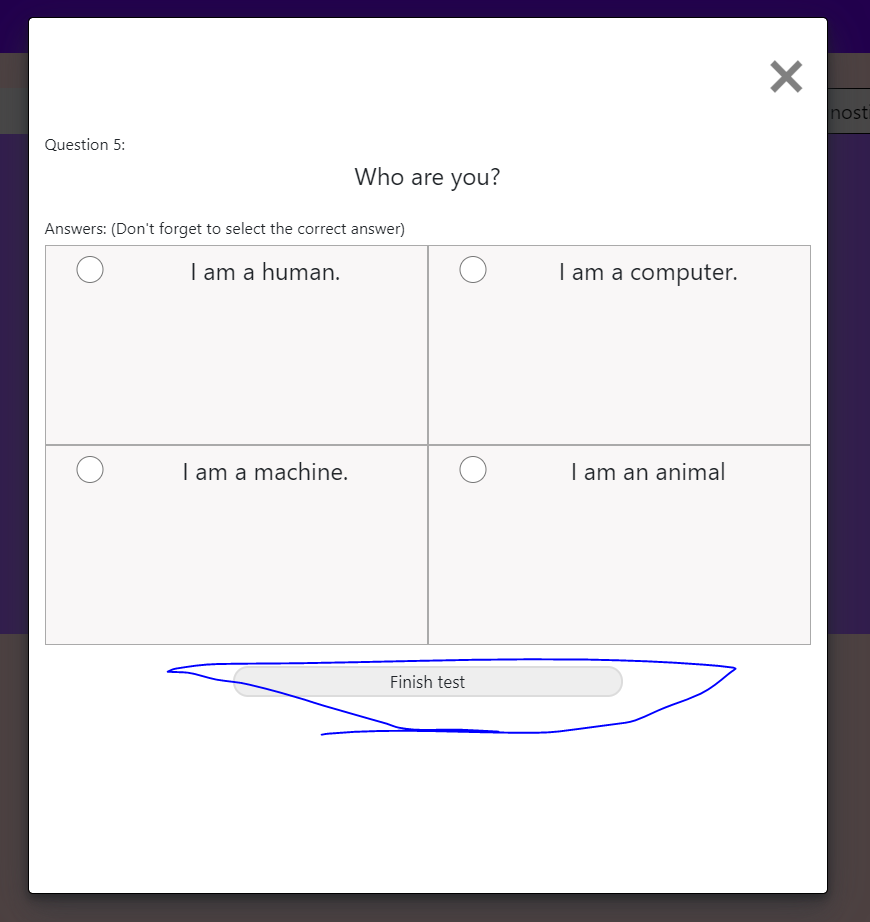 nosti
Question 5:
Who are you?
Answers: (Don't forget to select the correct answer)
I am a human.
I am a computer.
I am a machine.
I am an animal
Finish test